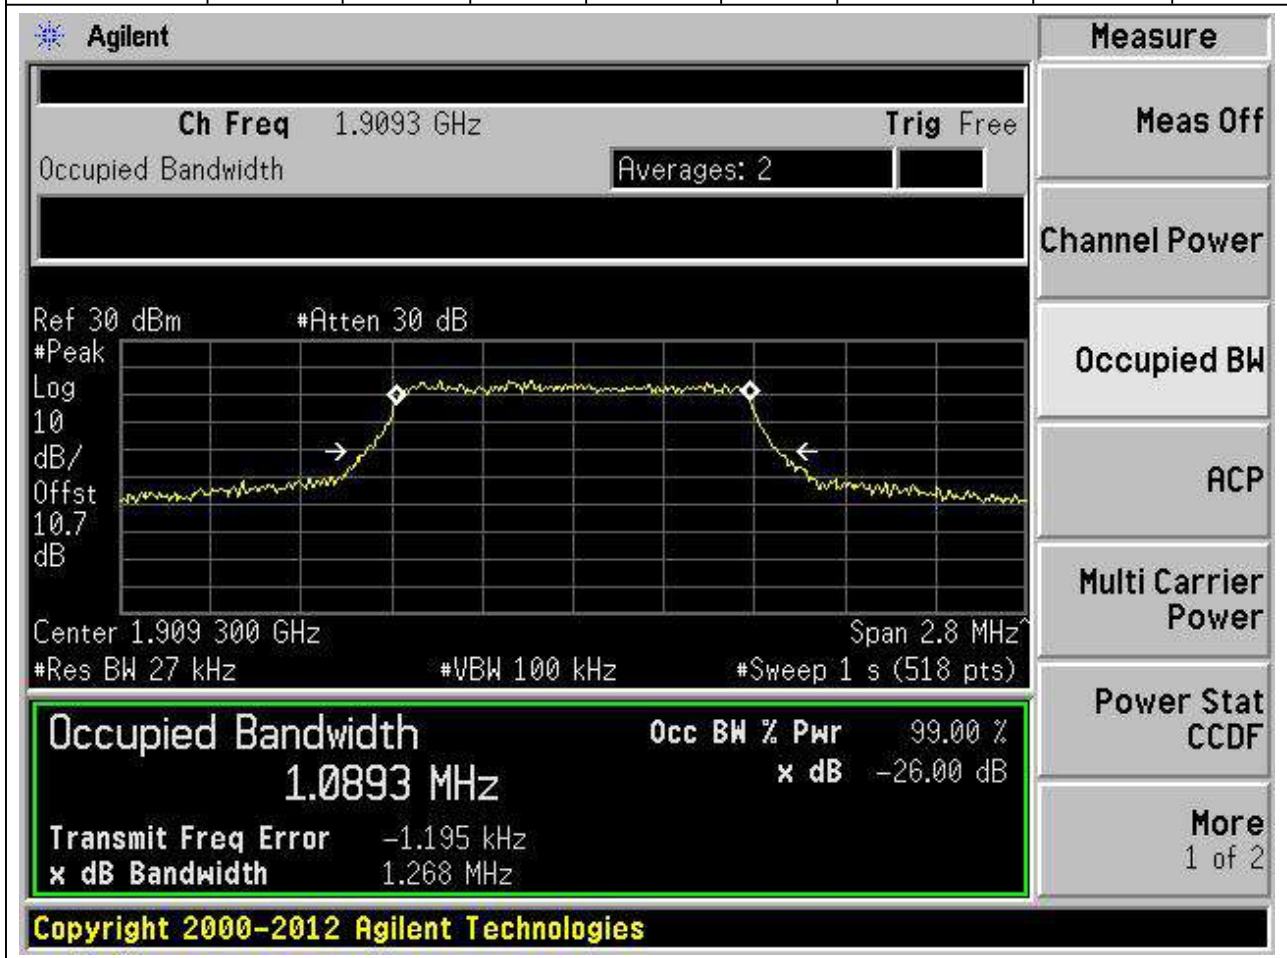 Agilent
Measure
Ch Freq 1.9093 GHz Trig Free
Occupied Bandwidth Averages: 2
Meas Off
Channel Power
Occupied BW
ACP
Multi Carrier
Power
Power Stat
CCDF
More
1 of 2
Ref 30 dBm #Atten 30 dB
#Peak
Log
10
dB/
Offst
10.7
dB
Center 1.909 300 GHz Span 2.8 MHz^
#Res BW 27 kHz #VBW 100 kHz #Sweep 1 s (518 pts)
Occupied Bandwidth Occ BW % Pwr 99.00 %
1.0893 MHz x dB -26.00 dB
Transmit Freq Error -1.195 kHz
x dB Bandwidth 1.268 MHz
Copyright 2000-2012 Agilent Technologies